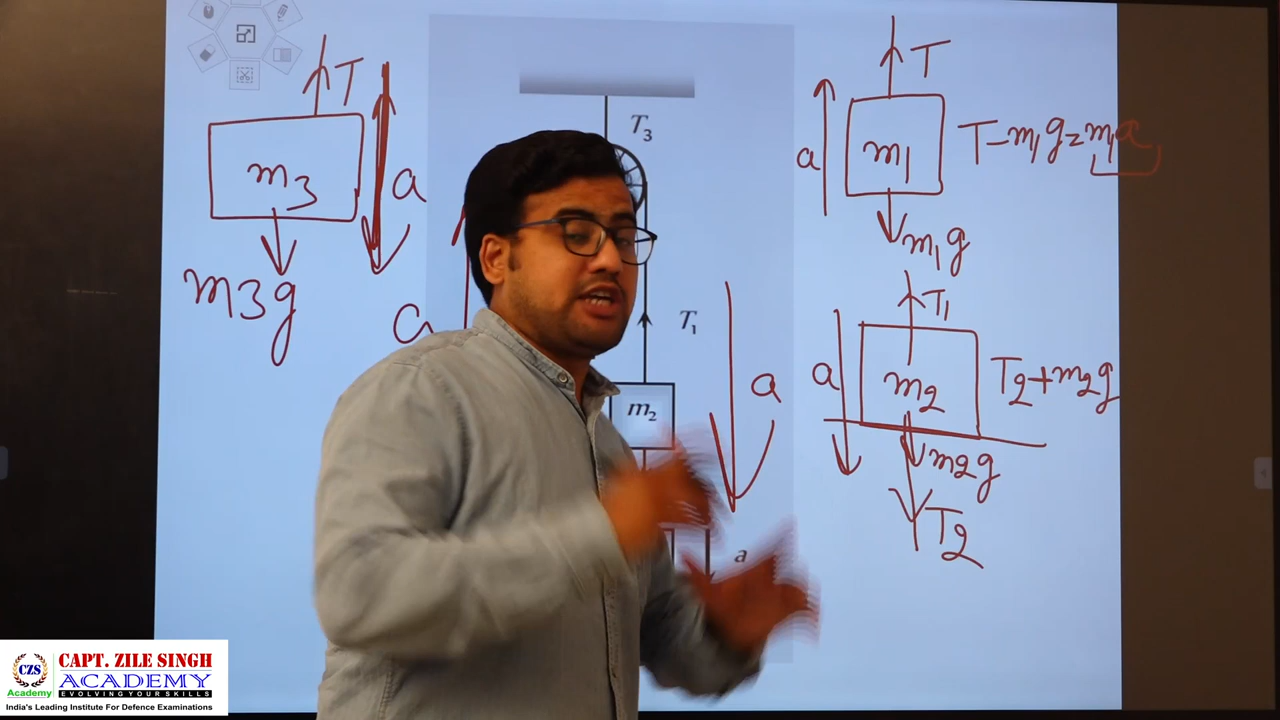 T
m3
a
m3g
a
T3
T1
m2
a
a
T
a
m1
T-m1g=m1a
m1g
T1
a
m2
T2+m2g
m2g
T2
CZS
Academy
CAPT. ZILE SINGH
ACADEMY
EVOLVING YOUR SKILLS
India's Leading Institute For Defence Examinations